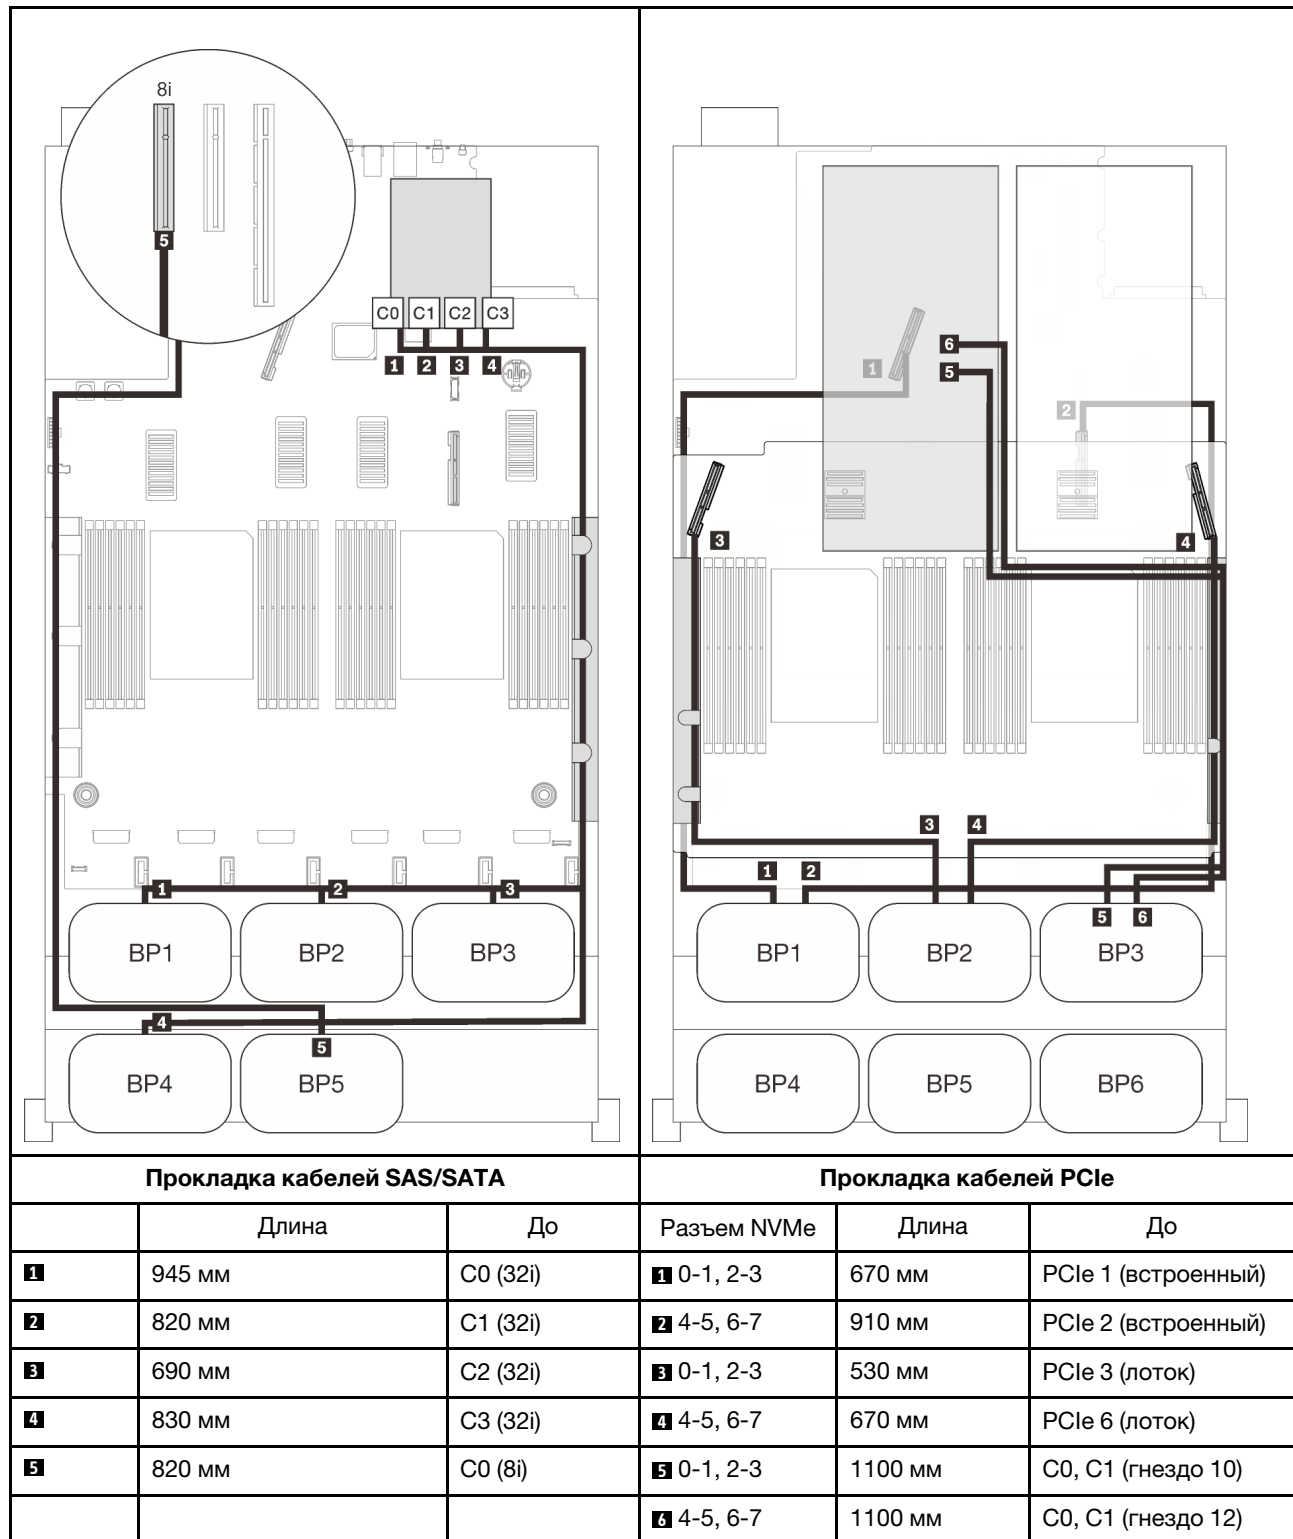 8i
5
C0 C1 C2 C3
1 2 3 4
1 2 3
BP1 BP2 BP3
4
5
BP4 BP5
6
1 5
2
3 4
3 4
1 2
5 6
BP1 BP2 BP3
BP4 BP5 BP6
Прокладка кабелей SAS/SATA
Прокладка кабелей PCIe
Длина До Разъем NVMe Длина До
1 945 мм C0 (32i) 1 0-1, 2-3 670 мм PCIe 1 (встроенный)
2 820 мм C1 (32i) 2 4-5, 6-7 910 мм PCIe 2 (встроенный)
3 690 мм C2 (32i) 3 0-1, 2-3 530 мм PCIe 3 (лоток)
4 830 мм C3 (32i) 4 4-5, 6-7 670 мм PCIe 6 (лоток)
5 820 мм C0 (8i) 5 0-1, 2-3 1100 мм C0, C1 (гнездо 10)
6 4-5, 6-7 1100 мм C0, C1 (гнездо 12)